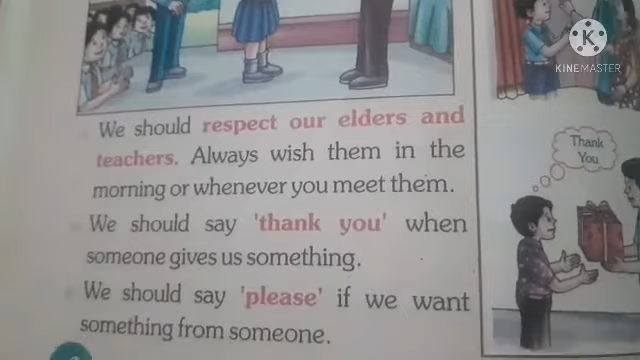 We should respect our elders and
teachers. Always wish them in the
morning or whenever you meet them.
We should say 'thank you' when
someone gives us something.
We should say 'please' if we want
something from someone.
Thank
You
K
KINEMASTER